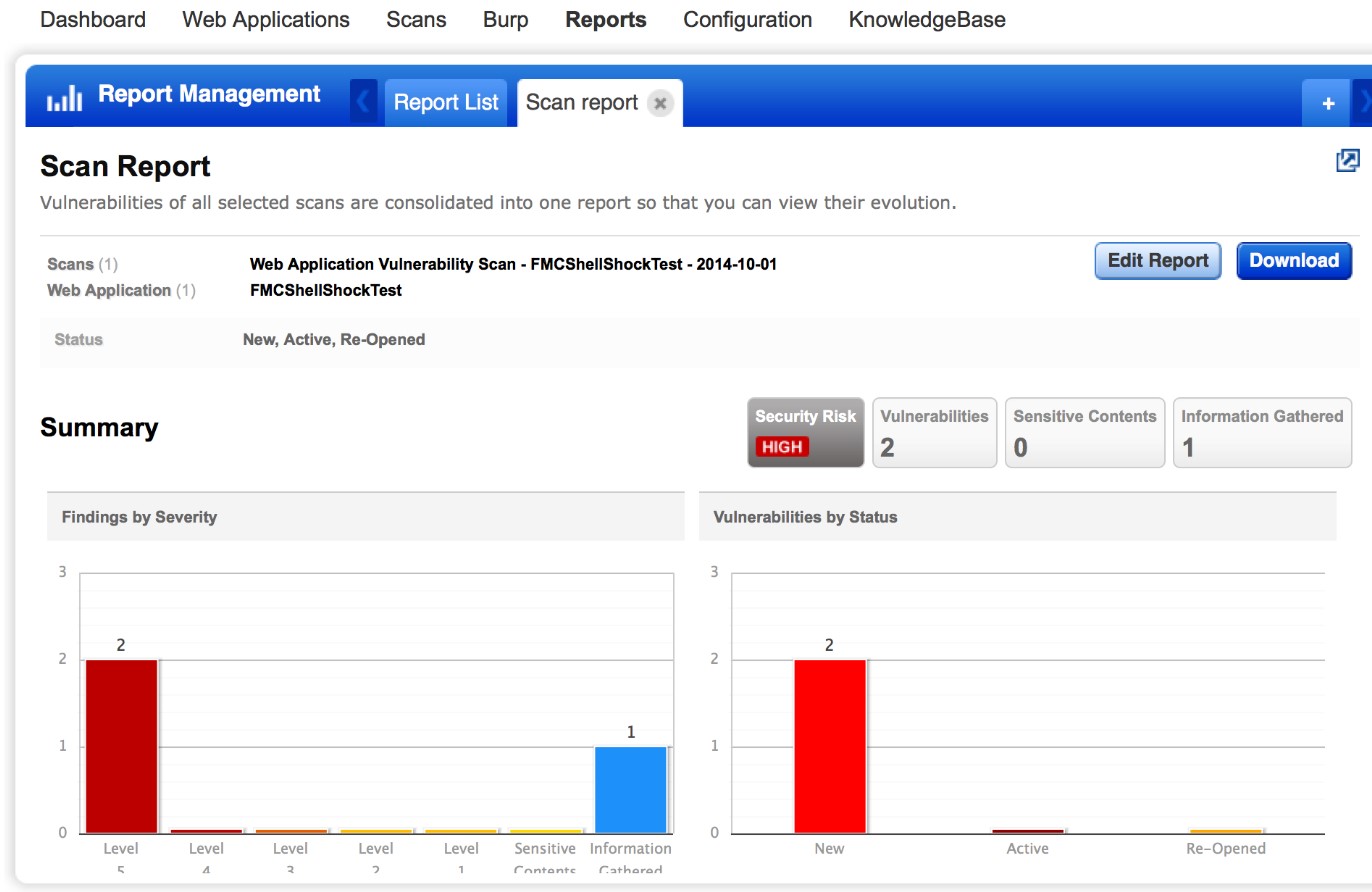 Dashboard Web Applications Scans Burp Reports Configuration KnowledgeBase
Report Management Report List Scan report +
Scan Report
Vulnerabilities of all selected scans are consolidated into one report so that you can view their evolution.
Scans (1) Web Application Vulnerability Scan - FMCShellShockTest - 2014-10-01
Edit Report Download
Web Application (1) FMCShellShockTest
Status New, Active, Re-Opened
Summary
Security Risk
HIGH
Vulnerabilities
2
Sensitive Contents
0
Information Gathered
1
Findings by Severity
3
2
1
0
2
1
Level 5
Level 4
Level 3
Level 2
Level 1
Sensitive Contents
Information Gathered
Vulnerabilities by Status
3
2
1
0
2
New Active Re-Opened